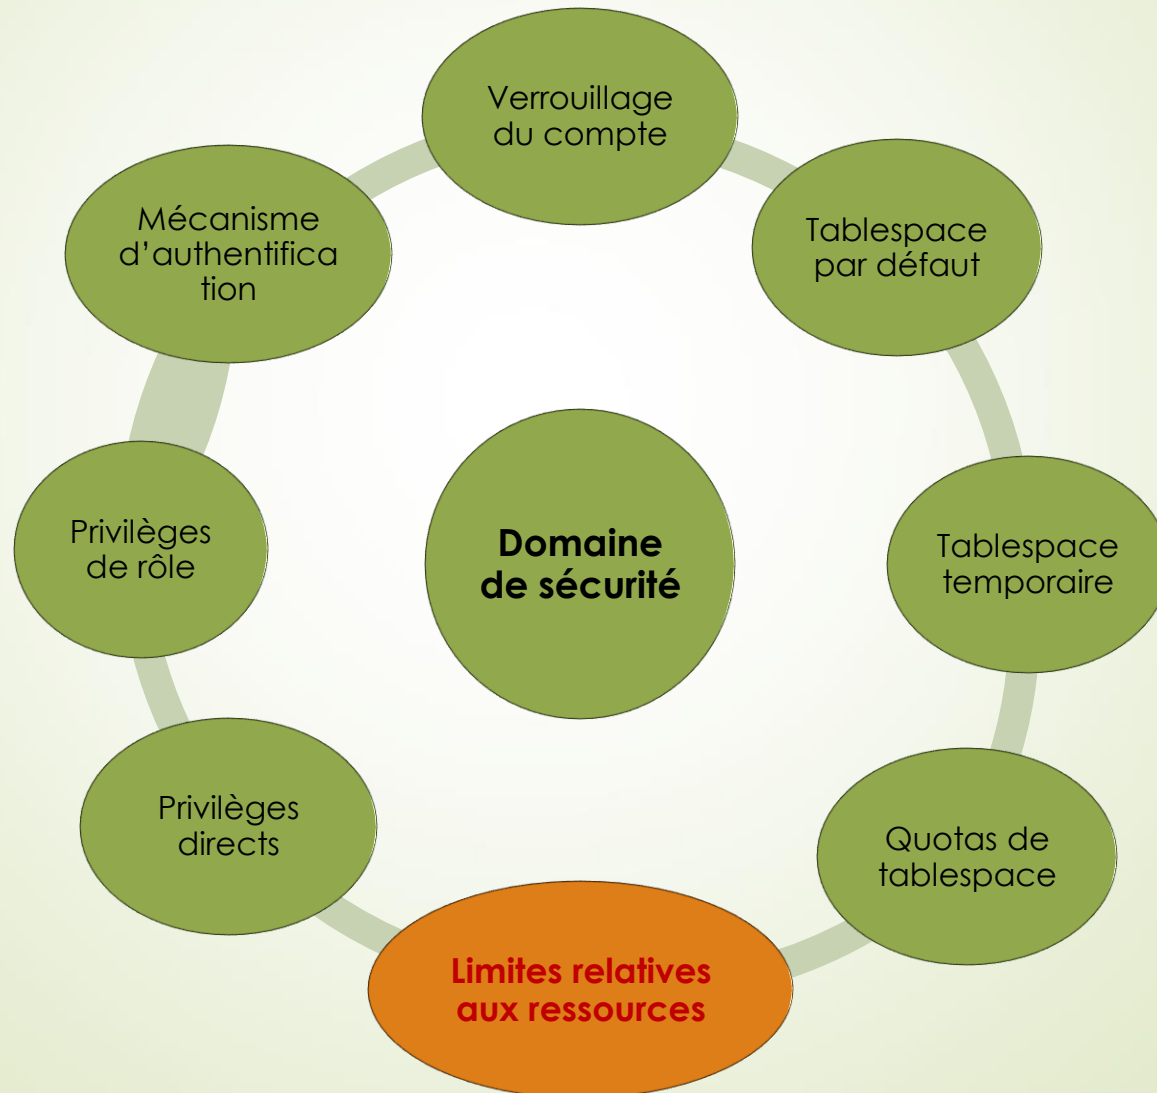 Verrouillage
du compte
Mécanisme
d’authentifica
tion
Tablespace
par défaut
Privilèges
de rôle
Domaine
de sécurité
Tablespace
temporaire
Privilèges
directs
Quotas de
tablespace
Limites relatives
aux ressources